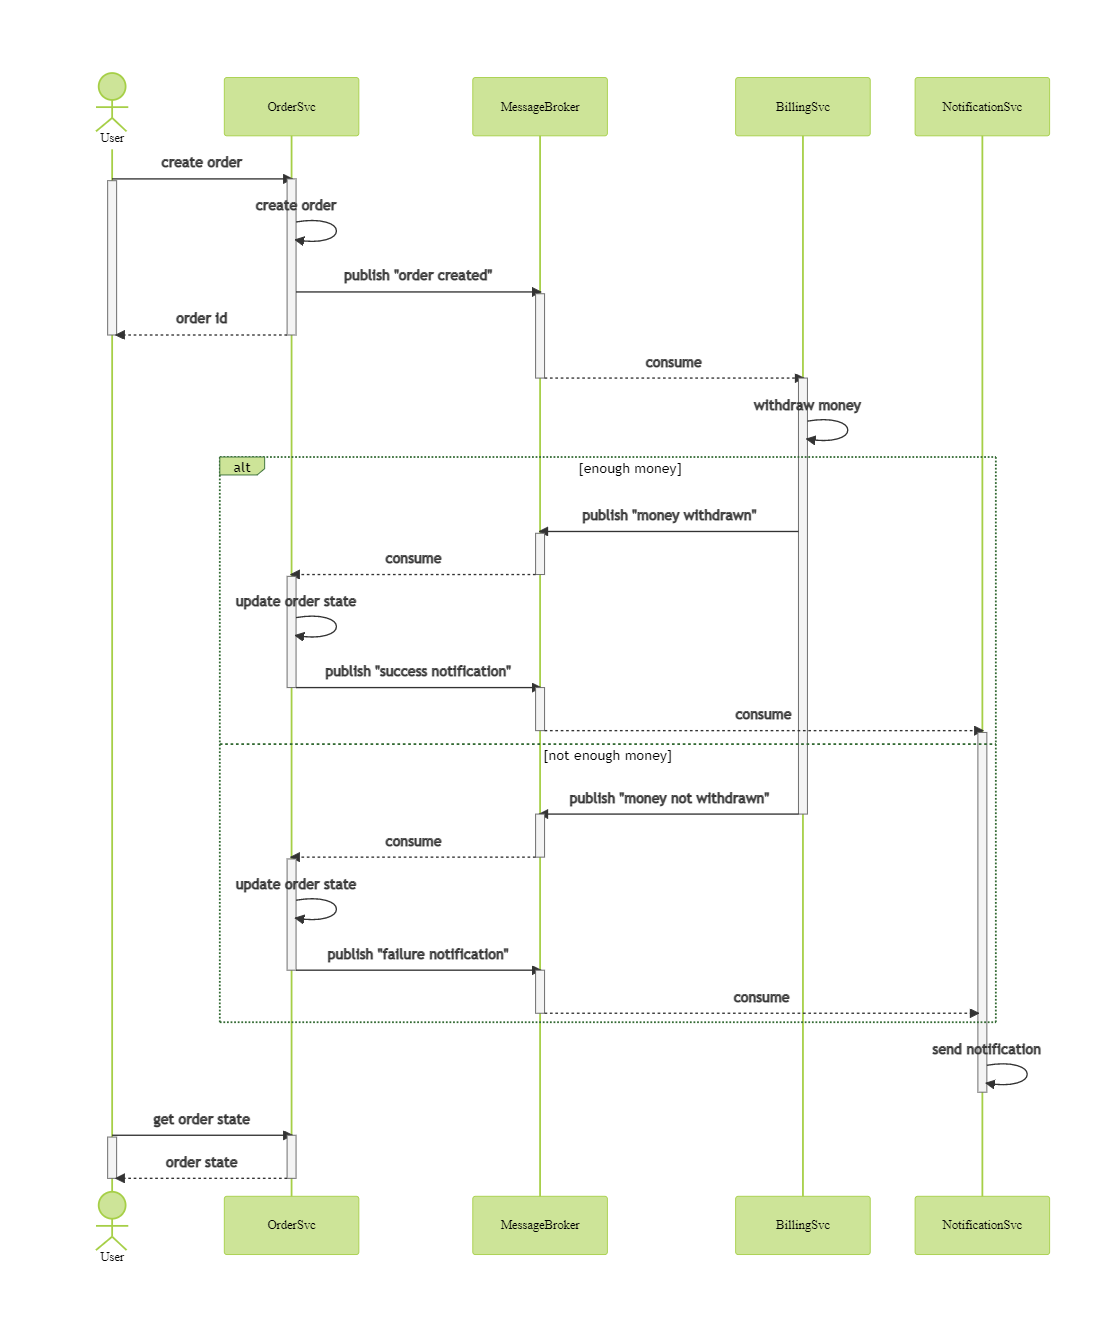 User
OrderSvc
MessageBroker
BillingSvc
NotificationSvc
create order
create order
publish "order created"
order id
consume
withdraw money
alt
[enough money]
publish "money withdrawn"
consume
update order state
publish "success notification"
consume
[not enough money]
publish "money not withdrawn"
consume
update order state
publish "failure notification"
consume
send notification
get order state
order state
User
OrderSvc
MessageBroker
BillingSvc
NotificationSvc